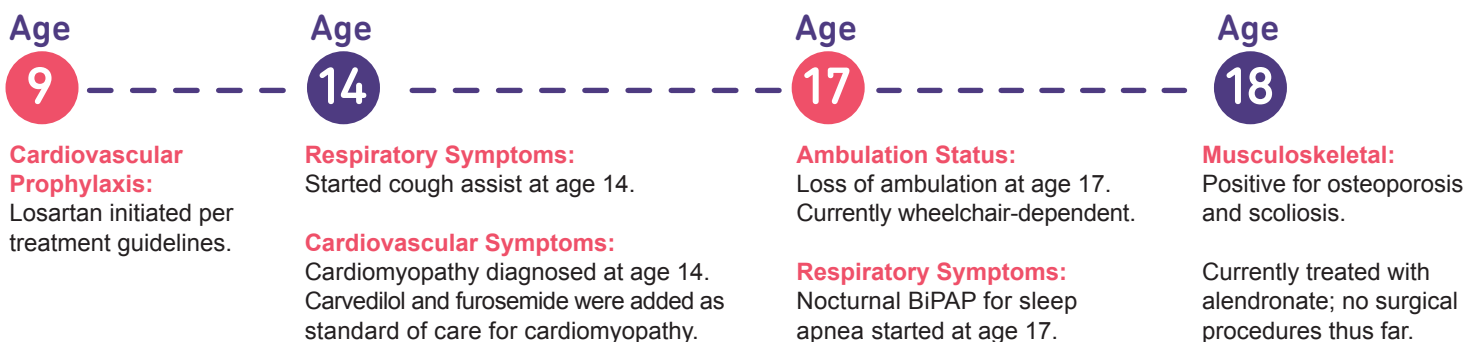 Age
9
Cardiovascular
Prophylaxis:
Losartan initiated per
treatment guidelines.
Age
14
Respiratory Symptoms:
Started cough assist at age 14.
Cardiovascular Symptoms:
Cardiomyopathy diagnosed at age 14.
Carvedilol and furosemide were added as
standard of care for cardiomyopathy.
Age
17
Ambulation Status:
Loss of ambulation at age 17.
Currently wheelchair-dependent.
Respiratory Symptoms:
Nocturnal BiPAP for sleep
apnea started at age 17.
Age
18
Musculoskeletal:
Positive for osteoporosis
and scoliosis.
Currently treated with
alendronate; no surgical
procedures thus far.